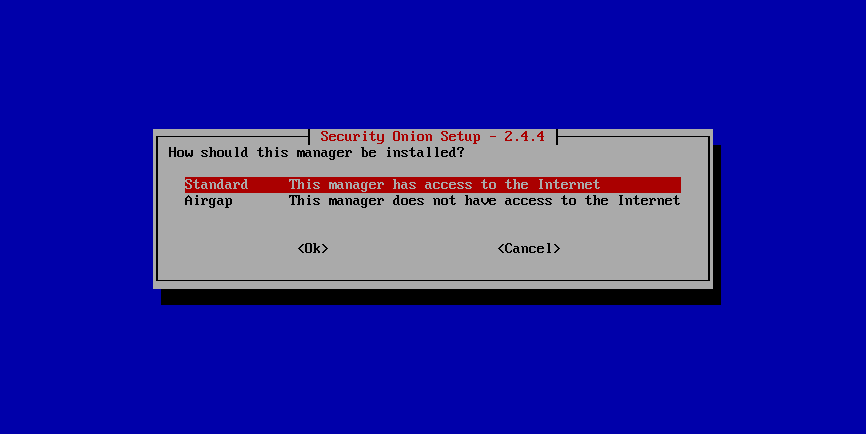 Security Onion Setup - 2.4.4
How should this manager be installed?
Standard This manager has access to the Internet
Airgap This manager does not have access to the Internet
<Ok> <Cancel>